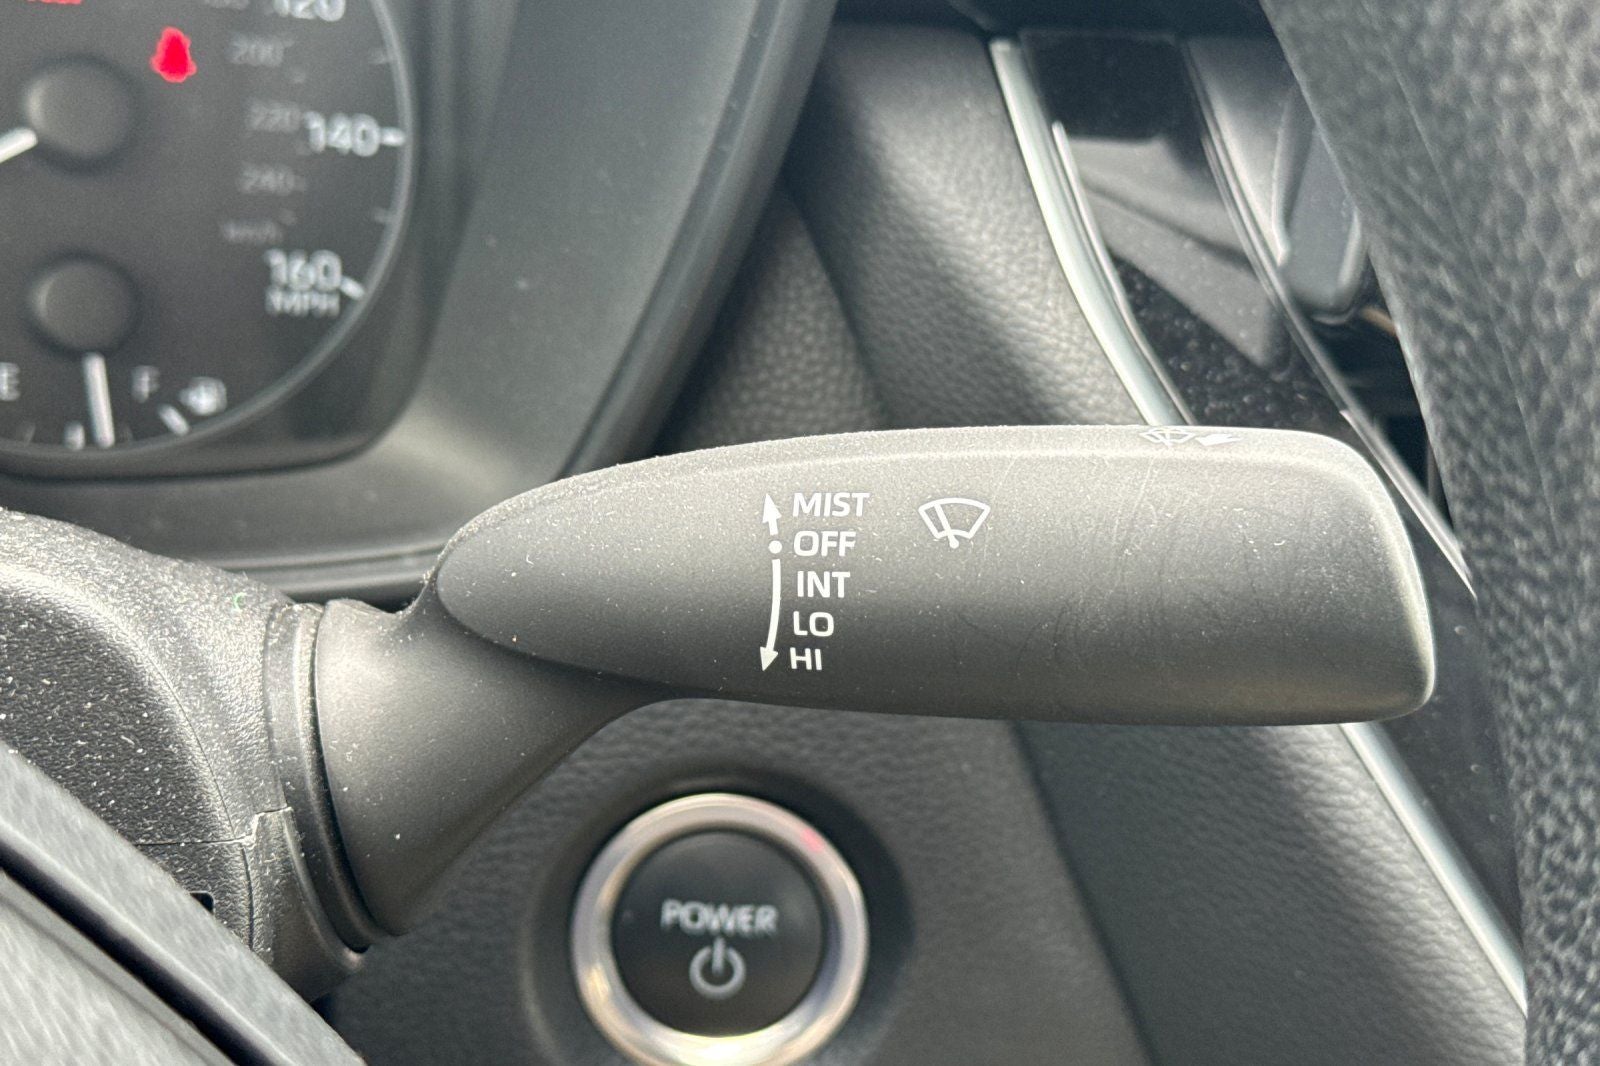 120
200
220
140
240
160
MPH
E
F
MIST
OFF
INT
LO
HI
POWER